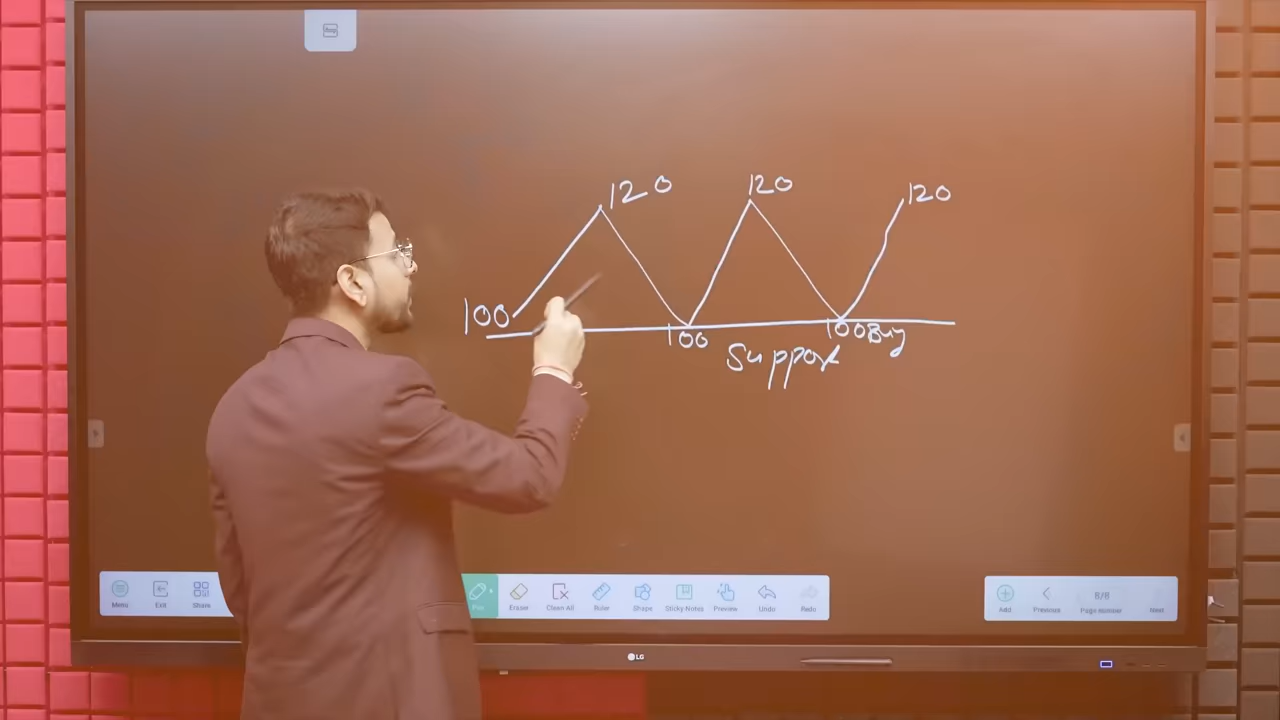 120 120 120
100
100 100Buy
Support
Menu Exit Share Pen Eraser Clean All Ruler Shape Sticky Notes Preview Undo Redo
8/8
Add Previous Page Number Next
LG